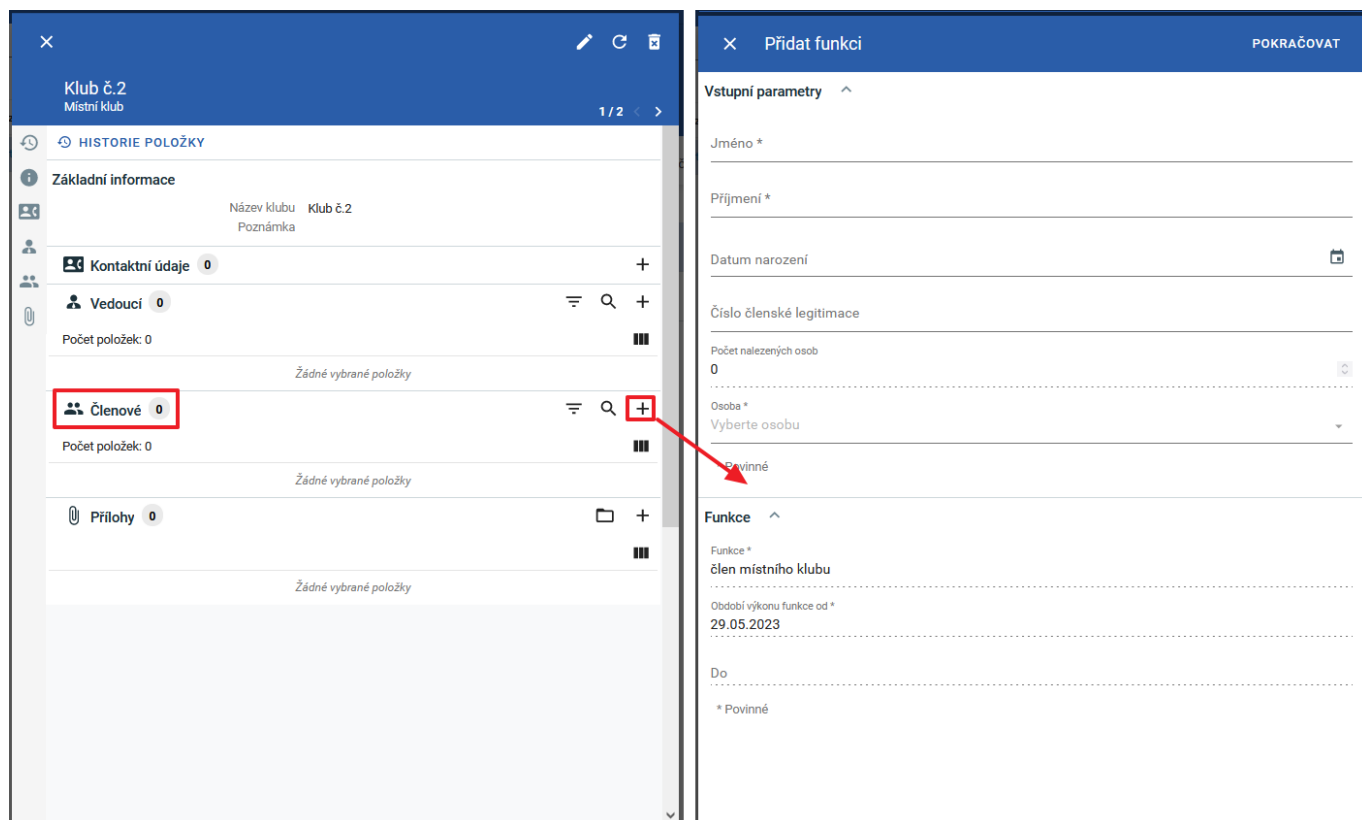 Klub č.2
Místní klub
1 / 2
HISTORIE POLOŽKY
Základní informace
Název klubu Klub č.2
Poznámka
Kontaktní údaje 0
Vedoucí 0
Počet položek: 0
Žádné vybrané položky
Členové 0
Počet položek: 0
Žádné vybrané položky
Přílohy 0
Žádné vybrané položky
Přidat funkci
POKRAČOVAT
Vstupní parametry
Jméno *
Příjmení *
Datum narození
Číslo členské legitimace
Počet nalezených osob
0
Osoba *
Vyberte osobu
* Povinné
Funkce
Funkce *
člen místního klubu
Období výkonu funkce od *
29.05.2023
Do
* Povinné